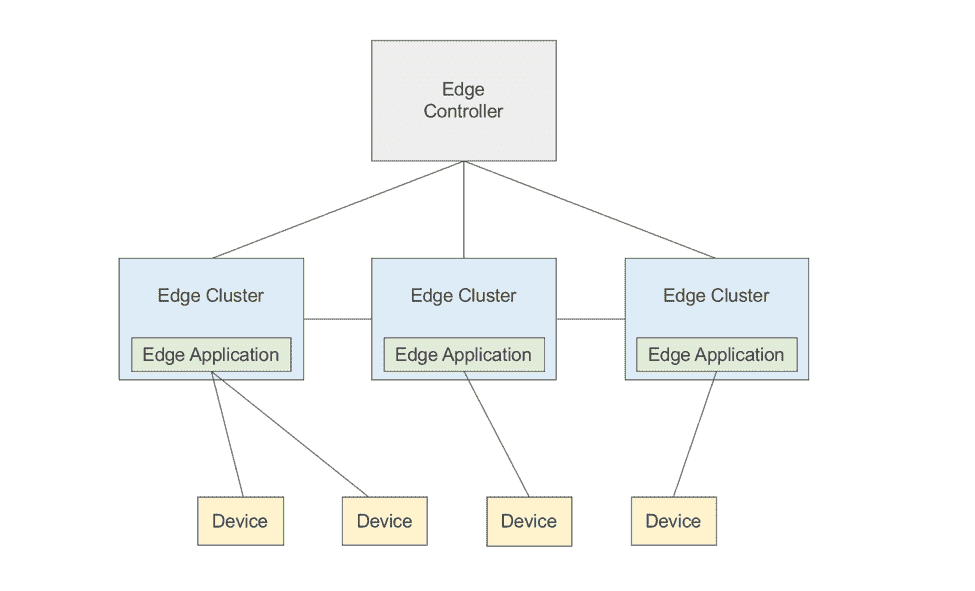 Edge
Controller
Edge Cluster
Edge Cluster
Edge Cluster
Edge Application
Edge Application
Edge Application
Device
Device
Device
Device